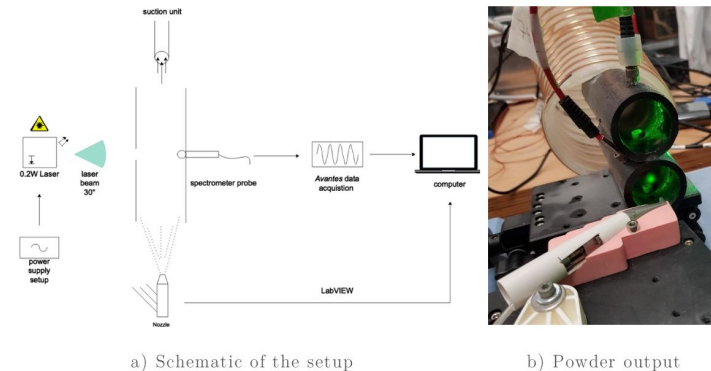 suction unit
0.2W Laser
laser
beam
30°
spectrometer probe
Avantes data
acquistion
computer
power
supply
setup
LabVIEW
Nozzle
a) Schematic of the setup
b) Powder output